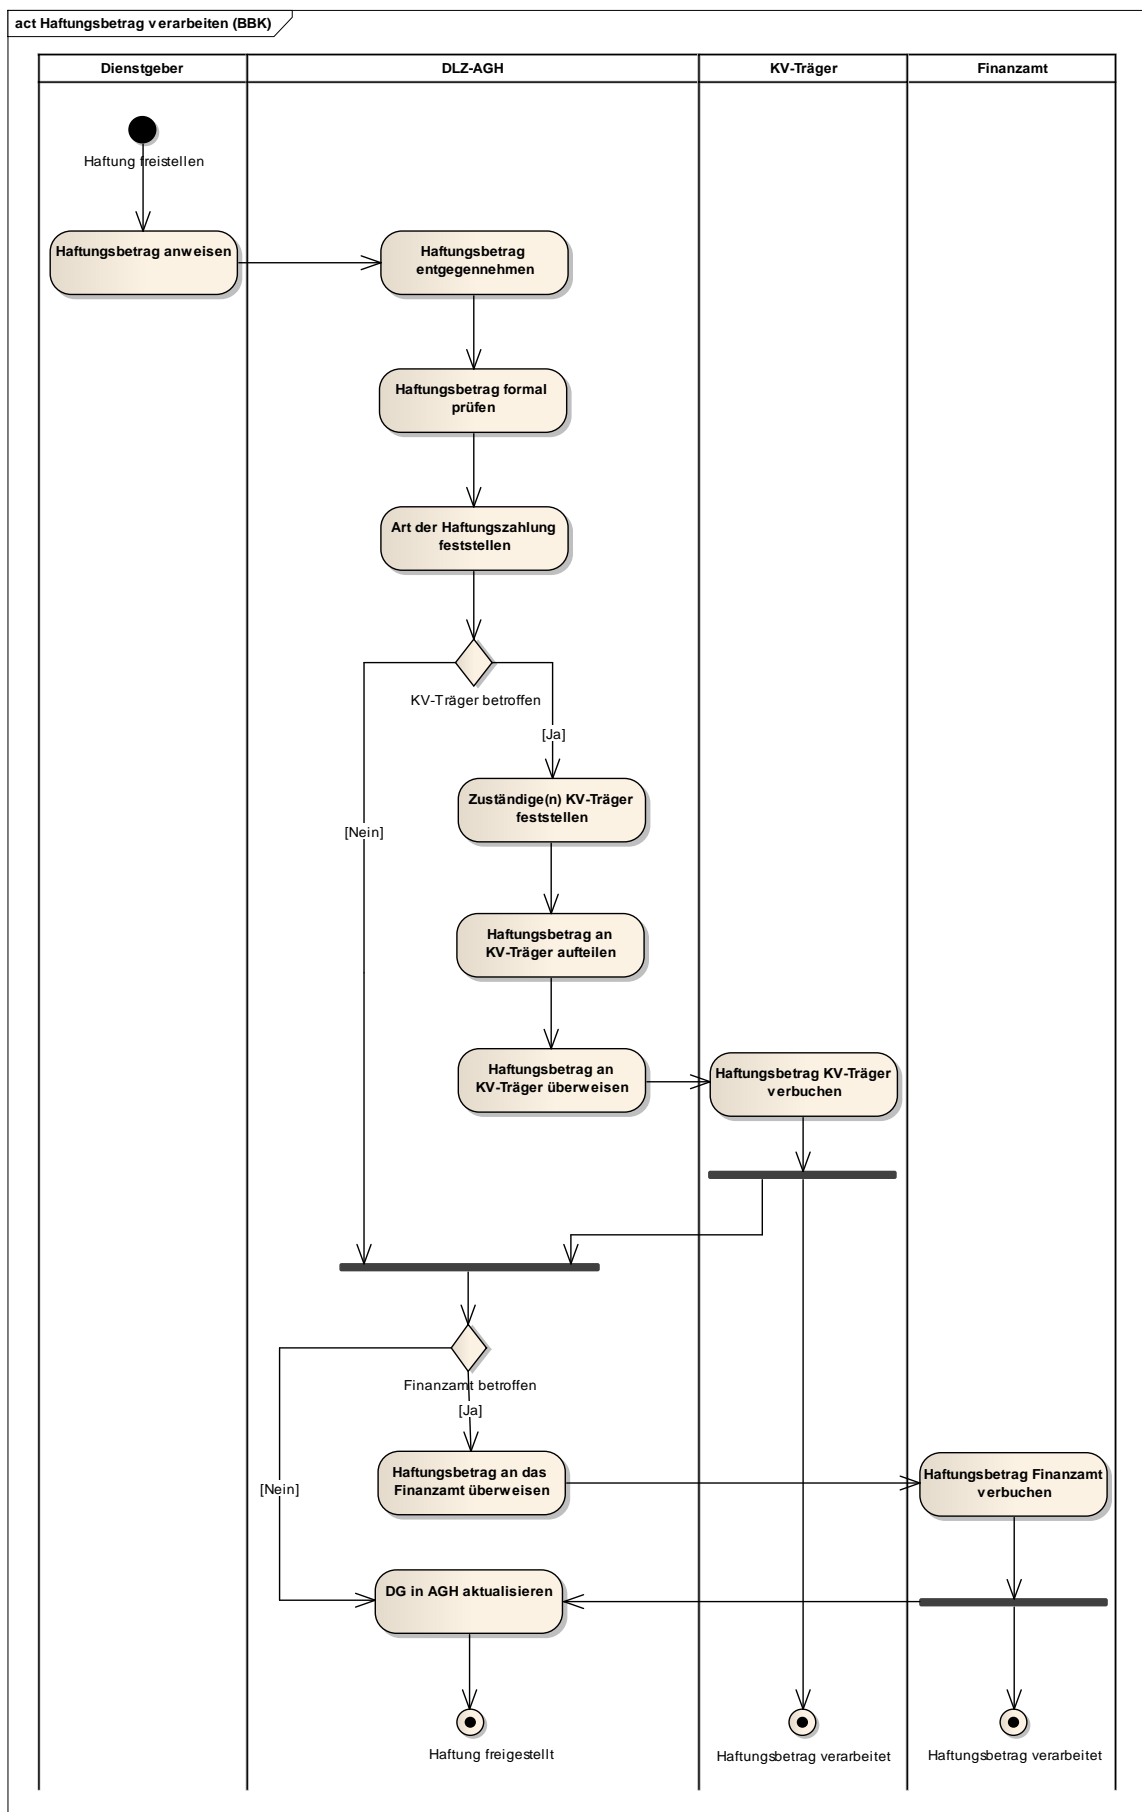 act Haftungsbetrag verarbeiten (BBK)
Dienstgeber
DLZ-AGH
KV-Träger
Finanzamt
Haftung freistellen
Haftungsbetrag anweisen
Haftungsbetrag
entgegennehmen
Haftungsbetrag formal
prüfen
Art der Haftungszahlung
feststellen
KV-Träger betroffen
[Ja]
Zuständige(n) KV-Träger
feststellen
[Nein]
Haftungsbetrag an
KV-Träger aufteilen
Haftungsbetrag an
KV-Träger überweisen
Haftungsbetrag KV-Träger
verbuchen
Finanzamt betroffen
[Ja]
Haftungsbetrag an das
Finanzamt überweisen
Haftungsbetrag Finanzamt
verbuchen
[Nein]
DG in AGH aktualisieren
Haftung freigestellt
Haftungsbetrag verarbeitet
Haftungsbetrag verarbeitet